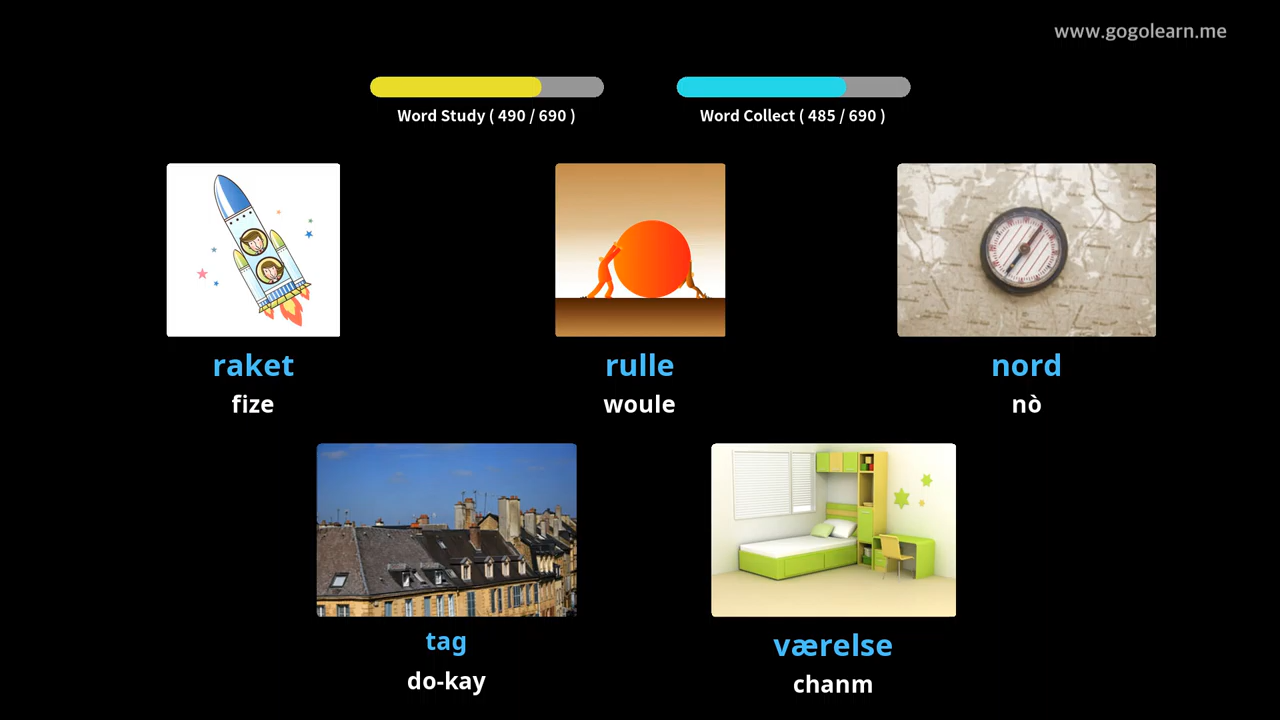 www.gogolearn.me
Word Study ( 490 / 690 )
Word Collect ( 485 / 690 )
raket
fize
rulle
woule
nord
nò
tag
do-kay
værelse
chanm